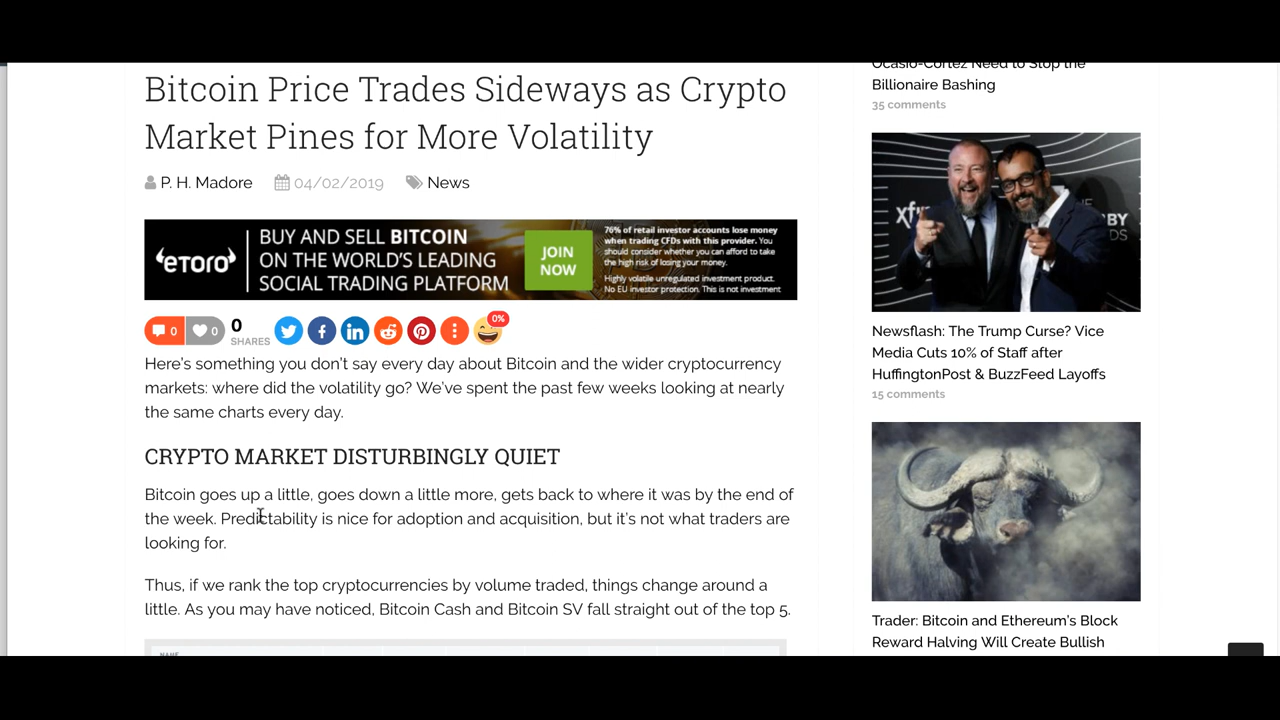 Bitcoin Price Trades Sideways as Crypto
Market Pines for More Volatility
P. H. Madore 04/02/2019 News
eTORO
BUY AND SELL BITCOIN
ON THE WORLD'S LEADING
SOCIAL TRADING PLATFORM
JOIN
NOW
76% of retail investor accounts lose money
when trading CFDs with this provider. You
should consider whether you can afford to take
the high risk of losing your money.
Highly volatile unregulated investment product.
No EU investor protection. This is not investment
0 0 0
SHARES
0%
Here's something you don't say every day about Bitcoin and the wider cryptocurrency
markets: where did the volatility go? We've spent the past few weeks looking at nearly
the same charts every day.
CRYPTO MARKET DISTURBINGLY QUIET
Bitcoin goes up a little, goes down a little more, gets back to where it was by the end of
the week. Predictability is nice for adoption and acquisition, but it's not what traders are
looking for.
Thus, if we rank the top cryptocurrencies by volume traded, things change around a
little. As you may have noticed, Bitcoin Cash and Bitcoin SV fall straight out of the top 5.
Ocasio-Cortez Need to Stop the
Billionaire Bashing
35 comments
Newsflash: The Trump Curse? Vice
Media Cuts 10% of Staff after
HuffingtonPost & BuzzFeed Layoffs
15 comments
Trader: Bitcoin and Ethereum's Block
Reward Halving Will Create Bullish